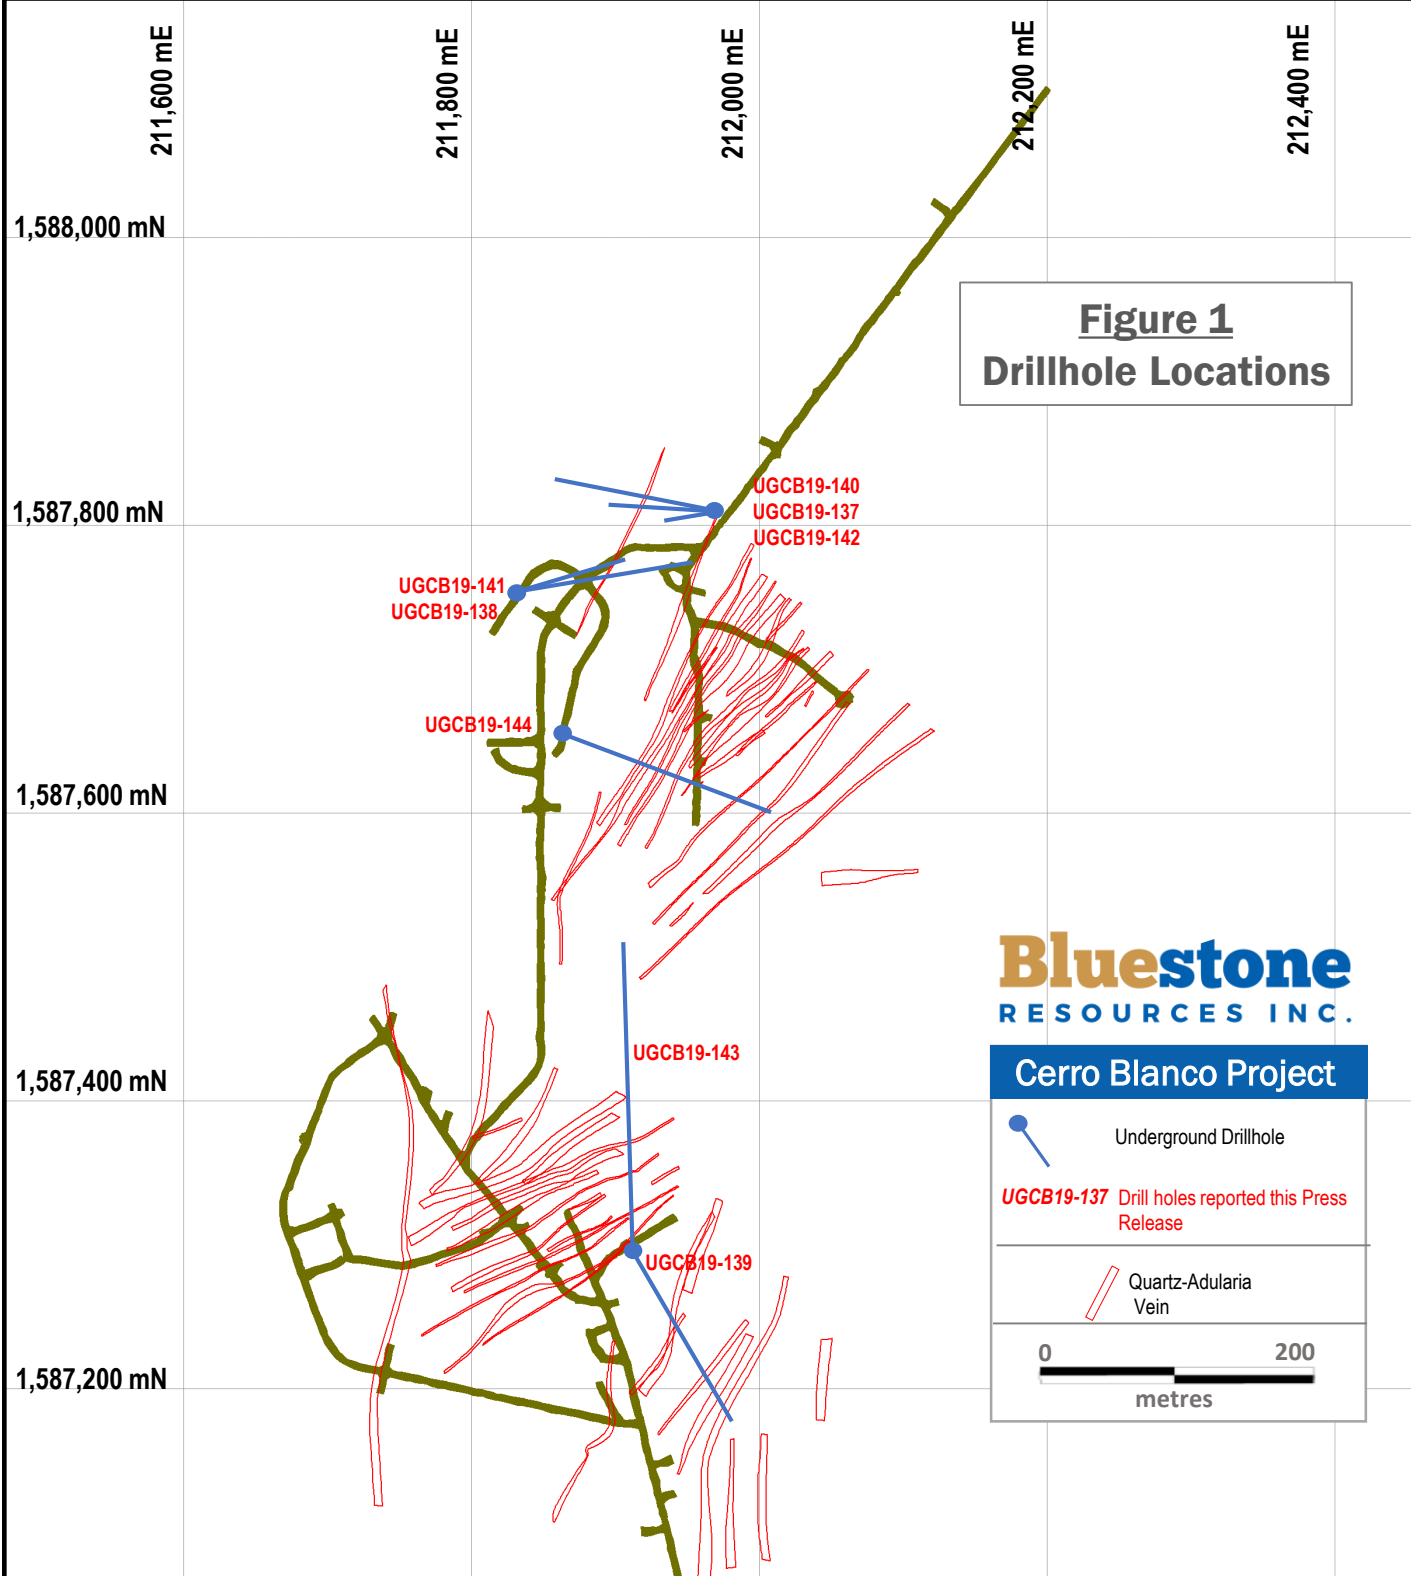 211,600 mE
211,800 mE
212,000 mE
212,200 mE
212,400 mE
1,588,000 mN
Figure 1
Drillhole Locations
UGCB19-140
1,587,800 mN
UGCB19-137
UGCB19-142
UGCB19-141
UGCB19-138
UGCB19-144
1,587,600 mN
Bluestone
RESOURCES INC.
UGCB19-143
Cerro Blanco Project
1,587,400 mN
Underground Drillhole
UGCB19-137 Drill holes reported this Press
Release
UGCB19-139
Quartz-Adularia
Vein
0 200
1,587,200 mN
metres